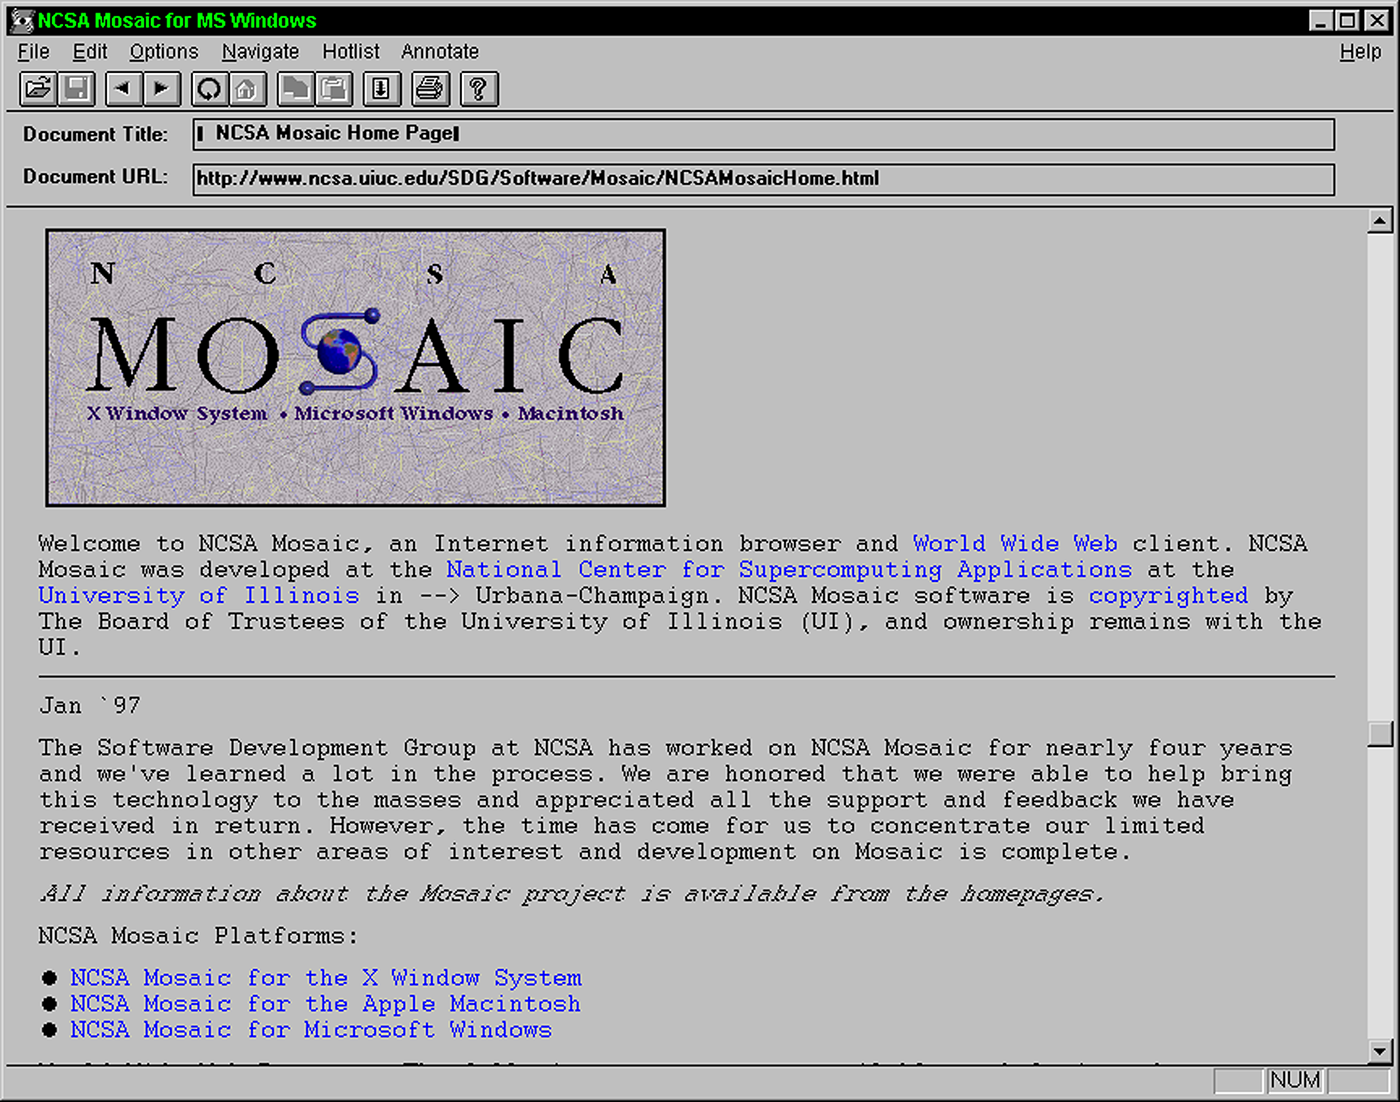 NCSA Mosaic for MS Windows
File Edit Options Navigate Hotlist Annotate Help
Document Title: NCSA Mosaic Home Page
Document URL: http://www.ncsa.uiuc.edu/SDG/Software/Mosaic/NCSAMosaicHome.html
N C S A
MOSAIC
X Window System • Microsoft Windows • Macintosh
Welcome to NCSA Mosaic, an Internet information browser and World Wide Web client. NCSA
Mosaic was developed at the National Center for Supercomputing Applications at the
University of Illinois in --> Urbana-Champaign. NCSA Mosaic software is copyrighted by
The Board of Trustees of the University of Illinois (UI), and ownership remains with the
UI.
Jan `97
The Software Development Group at NCSA has worked on NCSA Mosaic for nearly four years
and we've learned a lot in the process. We are honored that we were able to help bring
this technology to the masses and appreciated all the support and feedback we have
received in return. However, the time has come for us to concentrate our limited
resources in other areas of interest and development on Mosaic is complete.
All information about the Mosaic project is available from the homepages.
NCSA Mosaic Platforms:
● NCSA Mosaic for the X Window System
● NCSA Mosaic for the Apple Macintosh
● NCSA Mosaic for Microsoft Windows
NUM